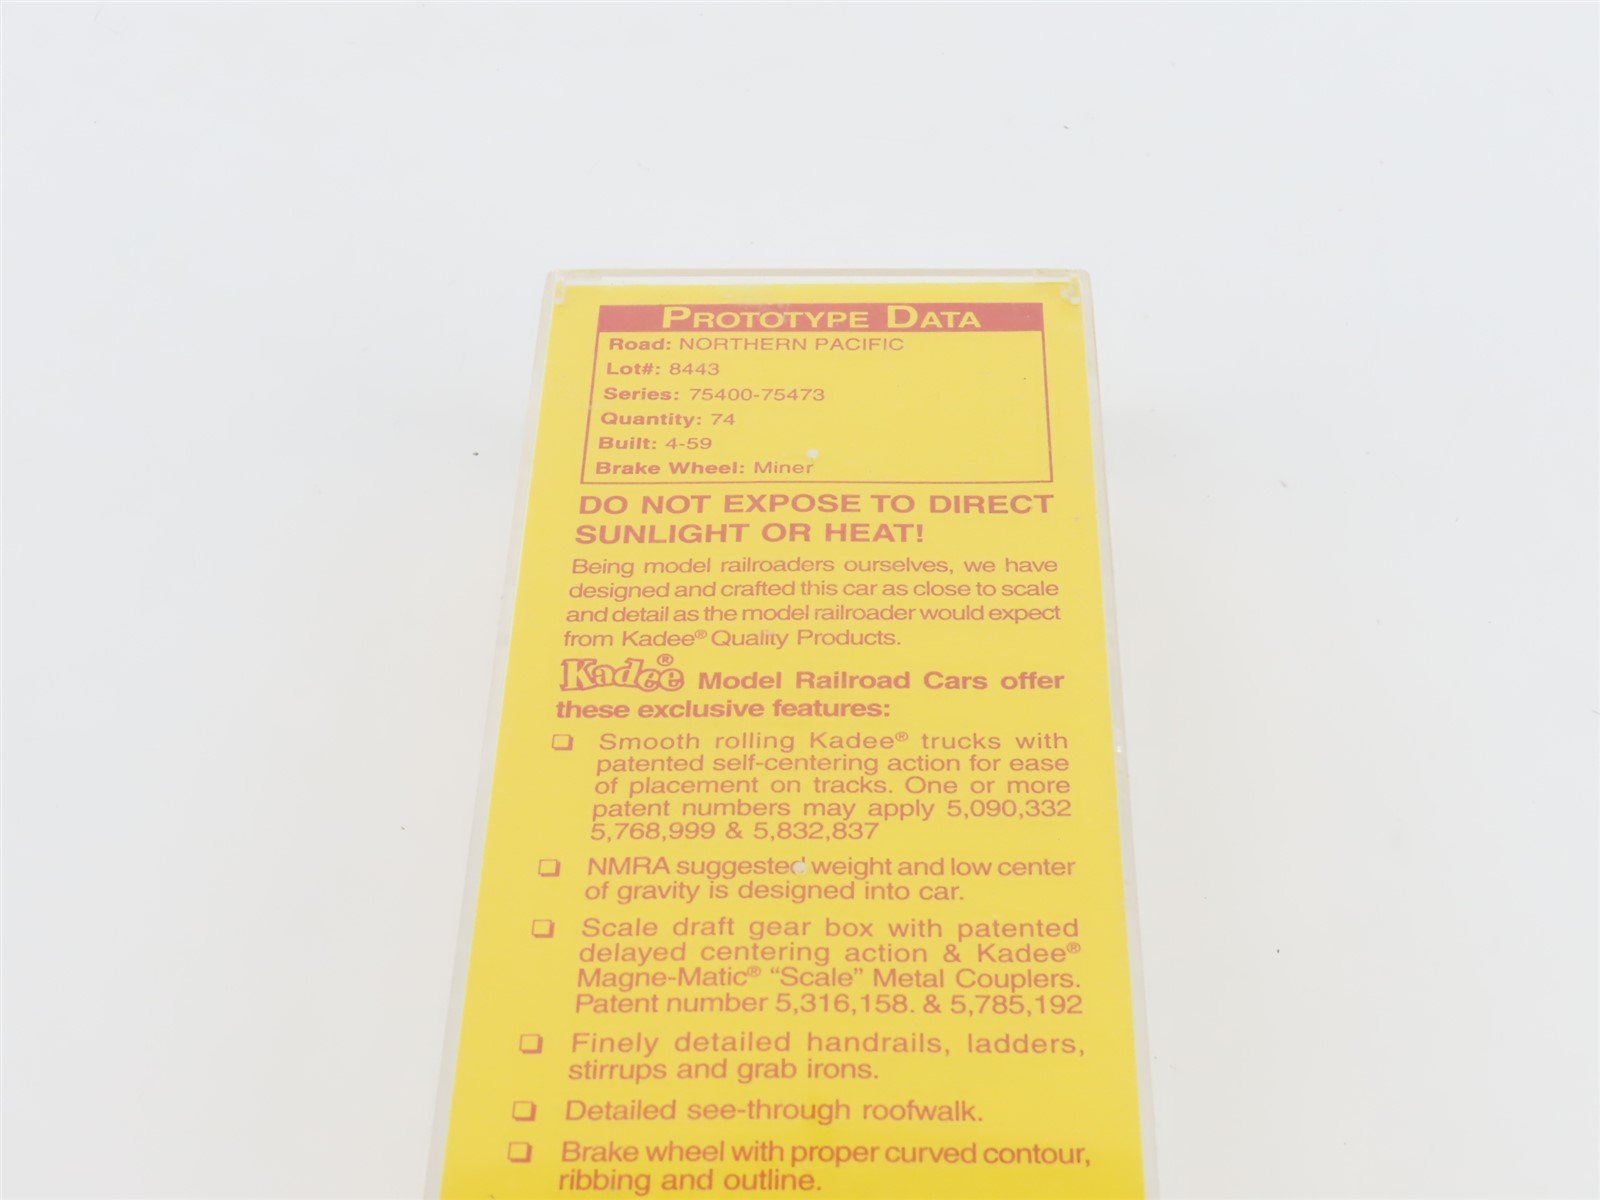 PROTOTYPE DATA
Road: NORTHERN PACIFIC
Lot#: 8443
Series: 75400-75473
Quantity: 74
Built: 4-59
Brake Wheel: Miner
DO NOT EXPOSE TO DIRECT
SUNLIGHT OR HEAT!
Being model railroaders ourselves, we have
designed and crafted this car as close to scale
and detail as the model railroader would expect
from Kadee® Quality Products.
Kadee® Model Railroad Cars offer
these exclusive features:
❑ Smooth rolling Kadee® trucks with
patented self-centering action for ease
of placement on tracks. One or more
patent numbers may apply 5,090,332
5,768,999 & 5,832,837
❑ NMRA suggested weight and low center
of gravity is designed into car.
❑ Scale draft gear box with patented
delayed centering action & Kadee®
Magne-Matic® “Scale” Metal Couplers.
Patent number 5,316,158. & 5,785,192
❑ Finely detailed handrails, ladders,
stirrups and grab irons.
❑ Detailed see-through roofwalk.
❑ Brake wheel with proper curved contour,
ribbing and outline.